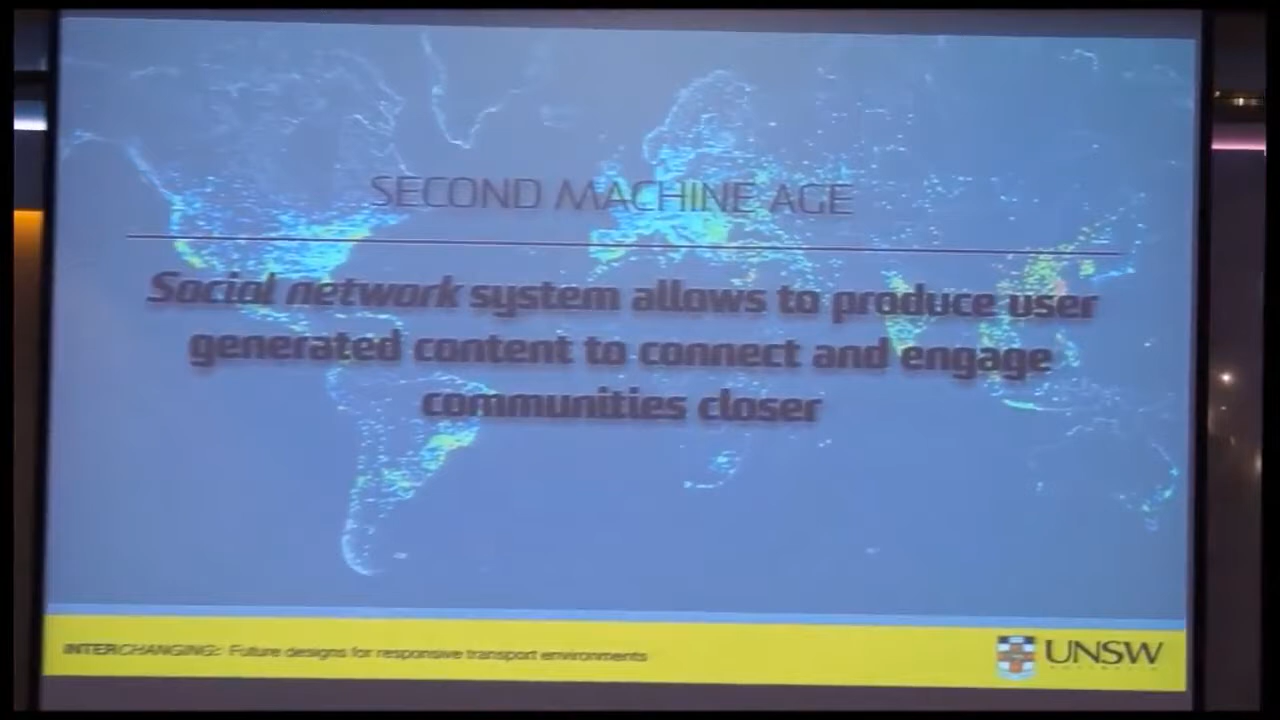 SECOND MACHINE AGE
Social network system allows to produce user
generated content to connect and engage
communities closer
INTERCHANGING: Future designs for responsive transport environments
UNSW
AUSTRALIA